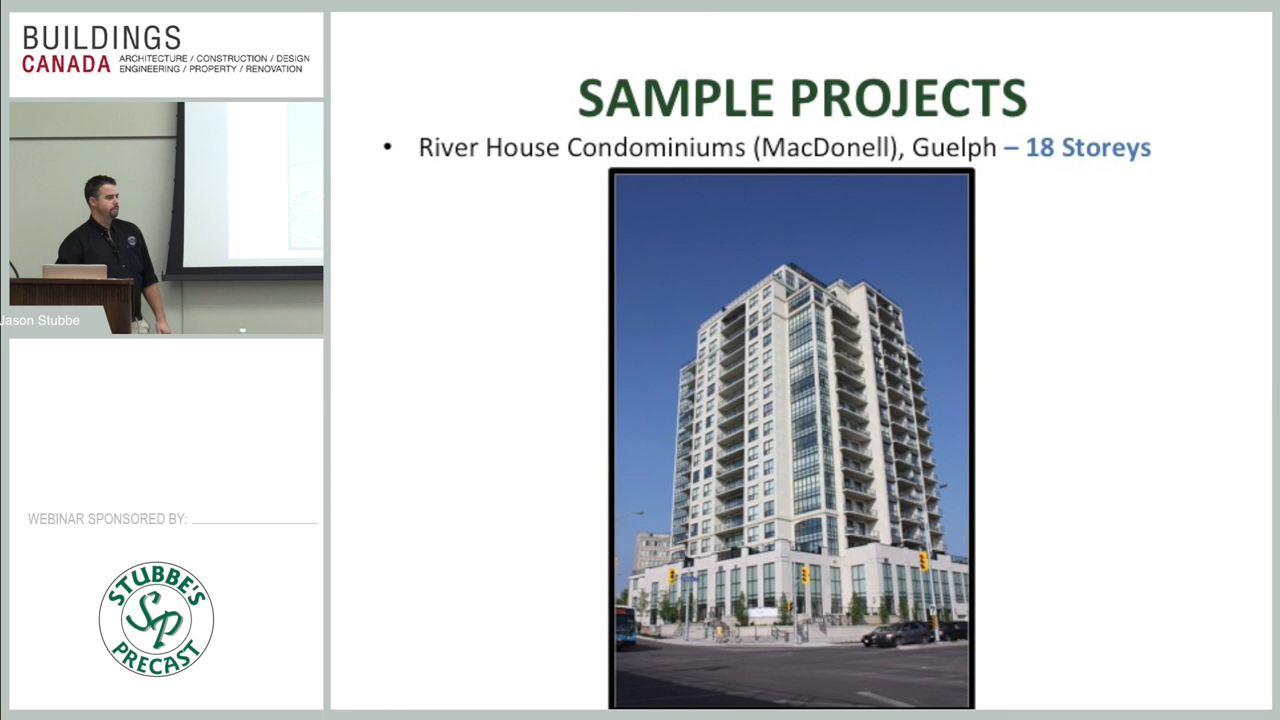 BUILDINGS
CANADA ARCHITECTURE / CONSTRUCTION / DESIGN
ENGINEERING / PROPERTY / RENOVATION
Jason Stubbe
WEBINAR SPONSORED BY:
STUBBE'S
SP
PRECAST
SAMPLE PROJECTS
• River House Condominiums (MacDonell), Guelph – 18 Storeys